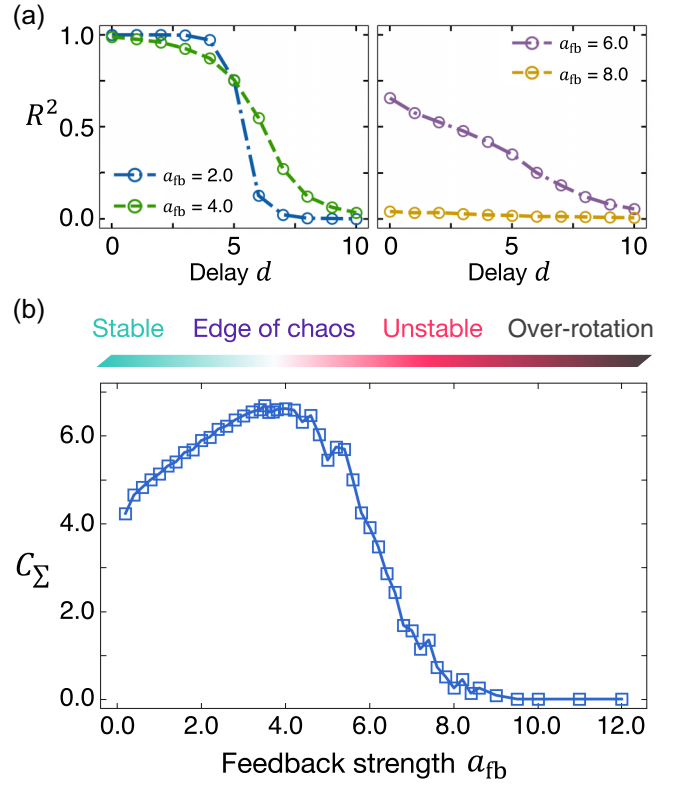 (a)
1.0
0.5
0.0
R²
a_fb = 2.0
a_fb = 4.0
0
5
10
Delay d
a_fb = 6.0
a_fb = 8.0
0
5
10
Delay d
(b)
Stable Edge of chaos Unstable Over-rotation
6.0
4.0
2.0
0.0
C_Σ
0.0 2.0 4.0 6.0 8.0 10.0 12.0
Feedback strength a_fb